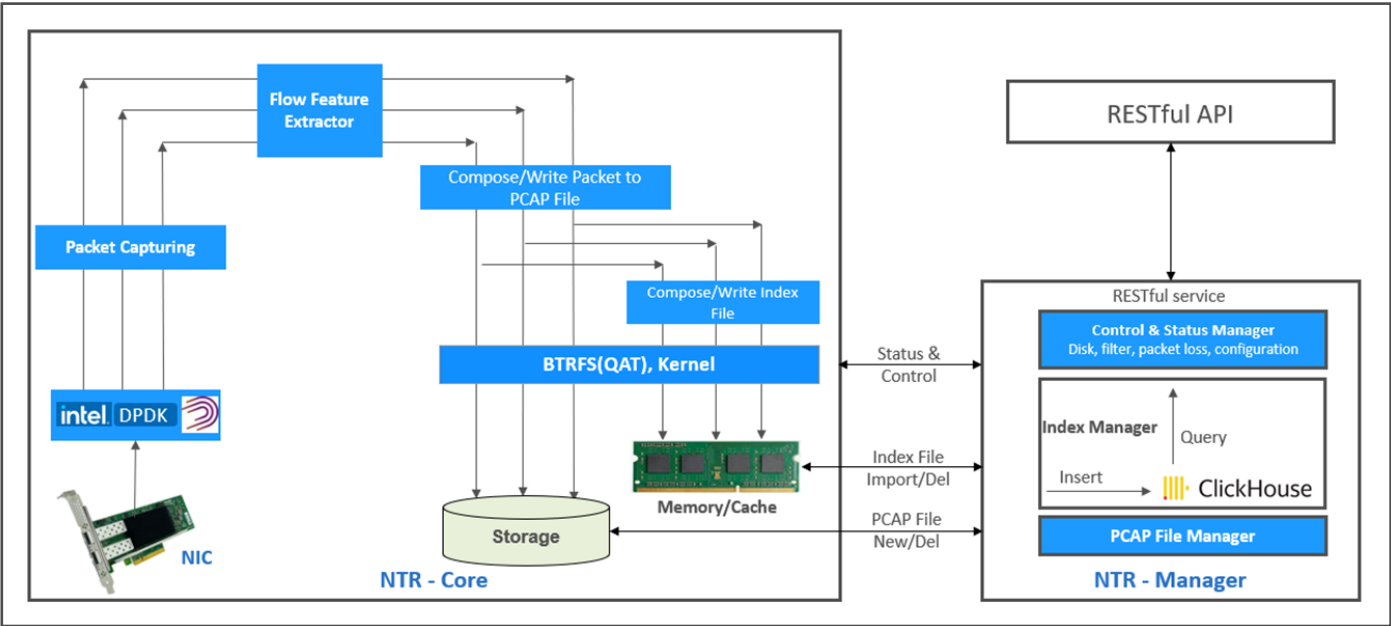 Flow Feature
Extractor
RESTful API
Compose/Write Packet to
PCAP File
Packet Capturing
Compose/Write Index
File
RESTful service
Control & Status Manager
Disk, filter, packet loss, configuration
BTRFS(QAT), Kernel
Status &
Control
intel. DPDK
Index Manager
Query
Index File
Import/Del
Insert
ClickHouse
Memory/Cache
PCAP File
New/Del
Storage
PCAP File Manager
NIC
NTR - Core
NTR - Manager